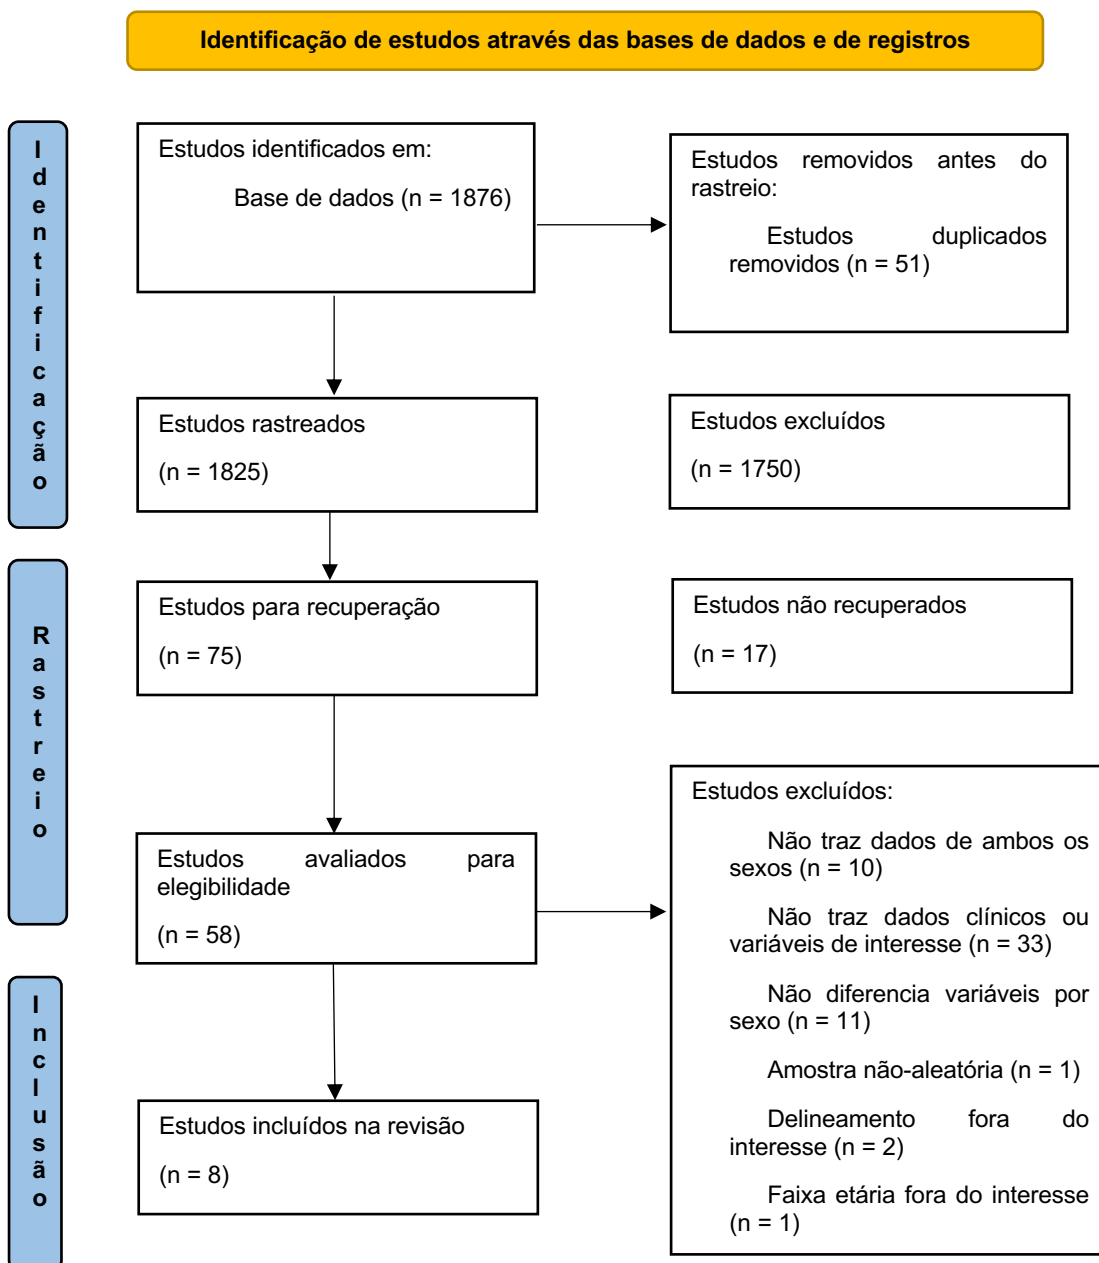 Identificação de estudos através das bases de dados e de registros
Identificação
Estudos identificados em:
Base de dados (n = 1876)
Estudos removidos antes do
rastreio:
Estudos duplicados
removidos (n = 51)
Estudos rastreados
(n = 1825)
Estudos excluídos
(n = 1750)
Rastreio
Estudos para recuperação
(n = 75)
Estudos não recuperados
(n = 17)
Estudos avaliados para
elegibilidade
(n = 58)
Estudos excluídos:
Não traz dados de ambos os
sexos (n = 10)
Não traz dados clínicos ou
variáveis de interesse (n = 33)
Não diferencia variáveis por
sexo (n = 11)
Amostra não-aleatória (n = 1)
Delineamento fora do
interesse (n = 2)
Faixa etária fora do interesse
(n = 1)
Inclusão
Estudos incluídos na revisão
(n = 8)